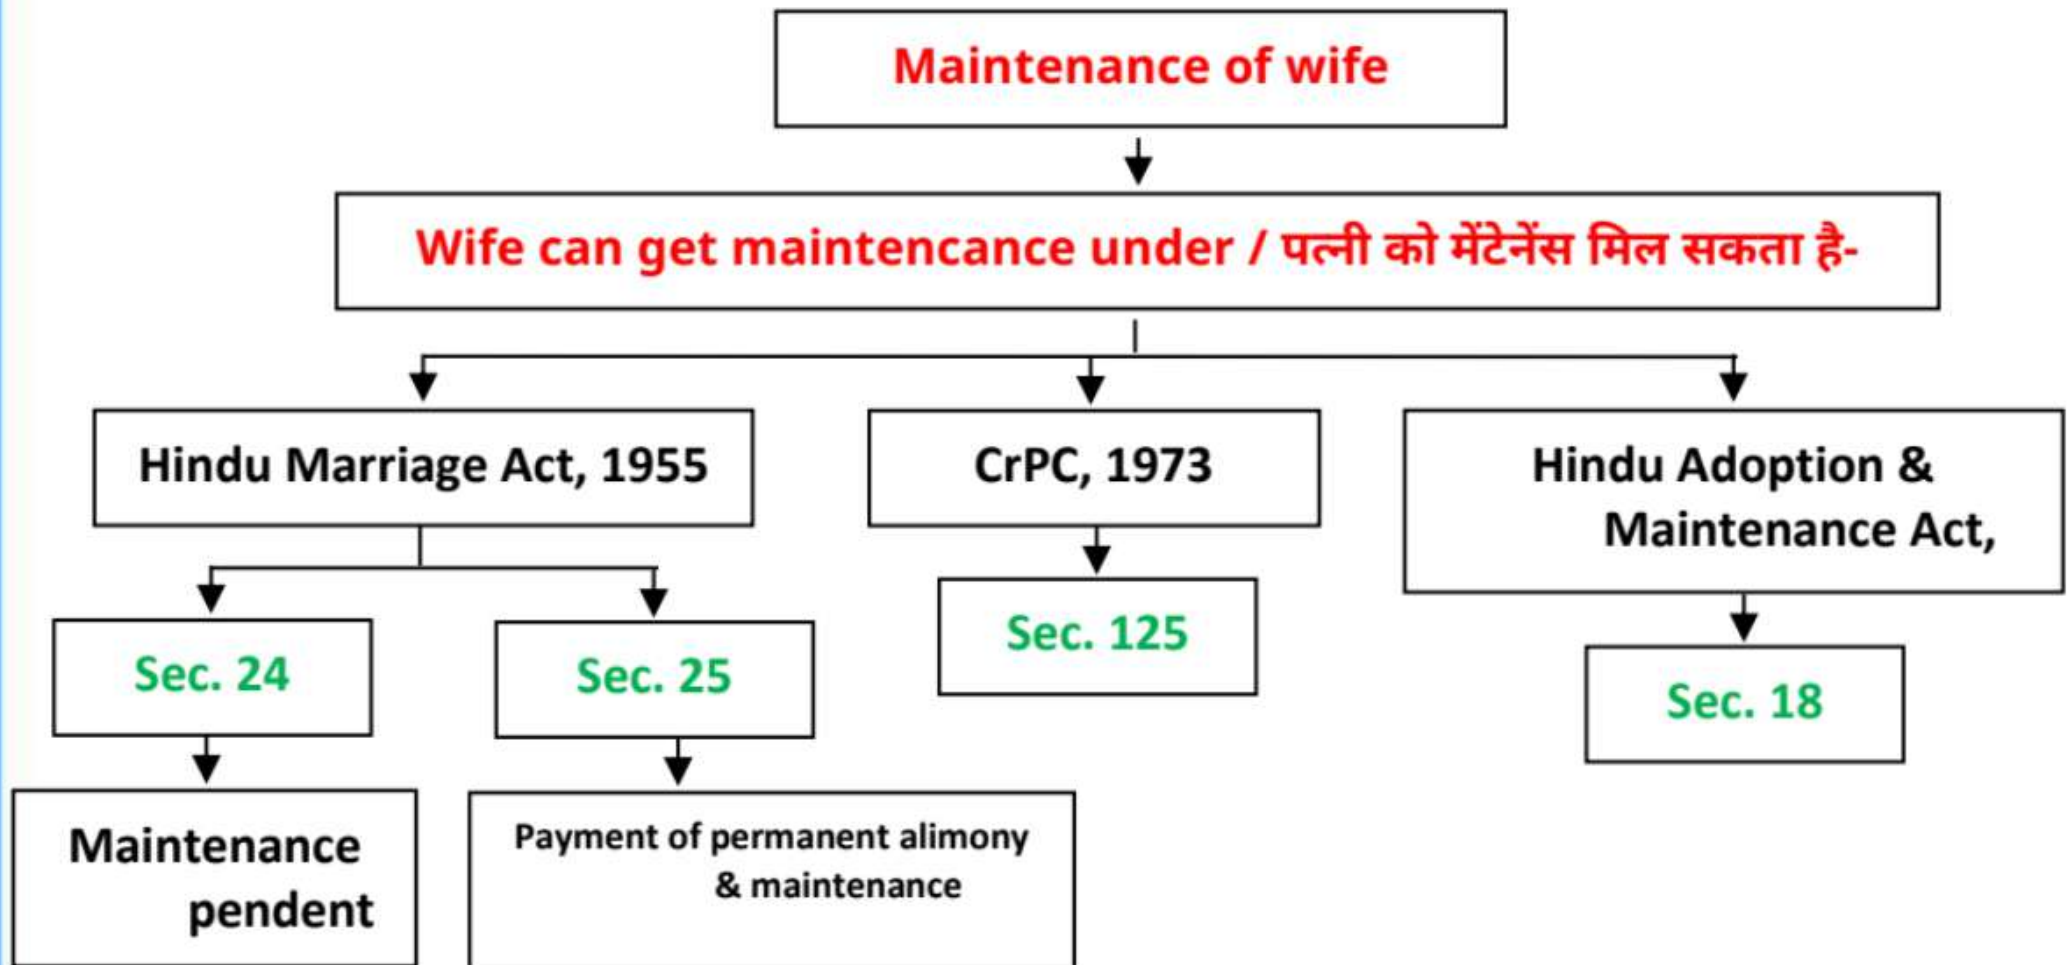 Maintenance of wife
Wife can get maintencance under / पत्नी को मेंटेनेंस मिल सकता है-
Hindu Marriage Act, 1955
CrPC, 1973
Hindu Adoption &
Maintenance Act,
Sec. 24
Sec. 25
Sec. 125
Sec. 18
Maintenance
pendent
Payment of permanent alimony
& maintenance